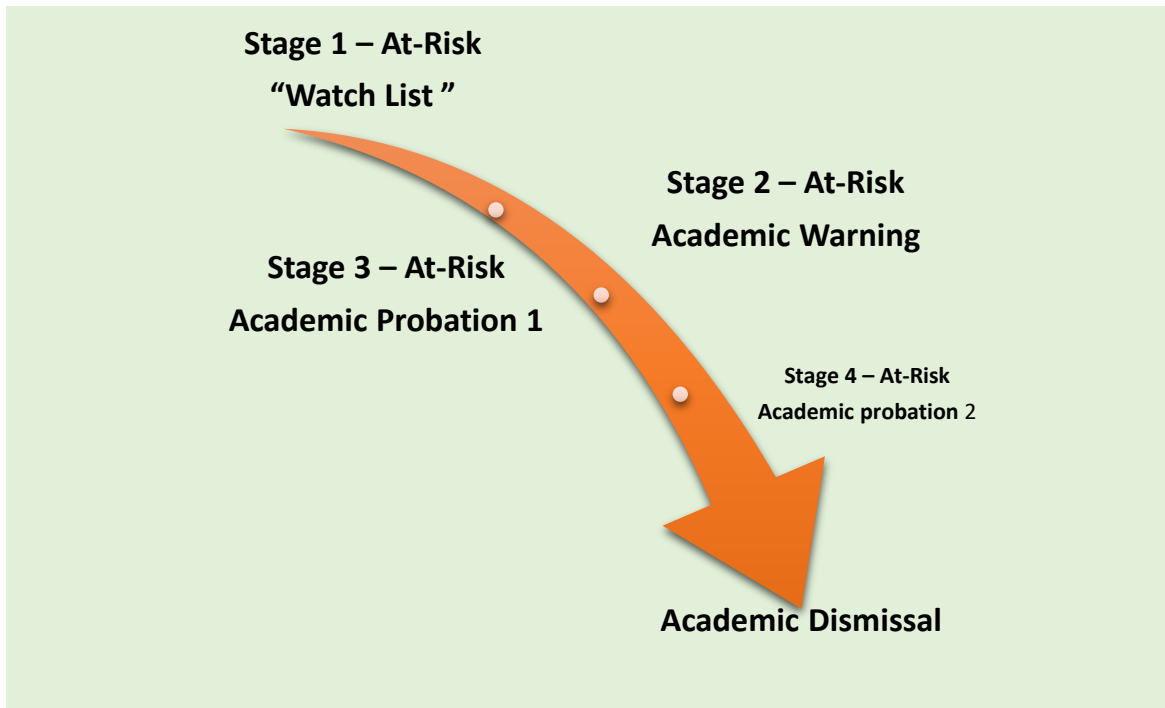 Stage 1 – At-Risk
“Watch List ”
Stage 2 – At-Risk
Academic Warning
Stage 3 – At-Risk
Academic Probation 1
Stage 4 – At-Risk
Academic probation 2
Academic Dismissal